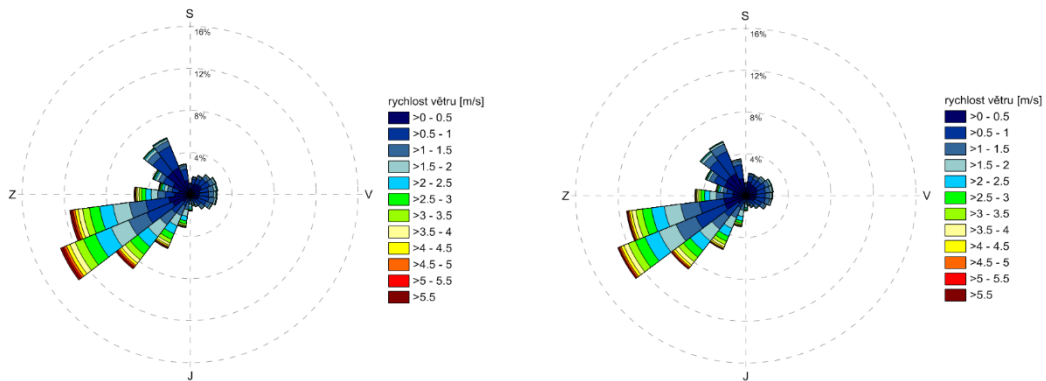 S
16%
12%
8%
4%
Z
V
J
rychlost větru [m/s]
>0 - 0.5
>0.5 - 1
>1 - 1.5
>1.5 - 2
>2 - 2.5
>2.5 - 3
>3 - 3.5
>3.5 - 4
>4 - 4.5
>4.5 - 5
>5 - 5.5
>5.5
S
16%
12%
8%
4%
Z
V
J
rychlost větru [m/s]
>0 - 0.5
>0.5 - 1
>1 - 1.5
>1.5 - 2
>2 - 2.5
>2.5 - 3
>3 - 3.5
>3.5 - 4
>4 - 4.5
>4.5 - 5
>5 - 5.5
>5.5